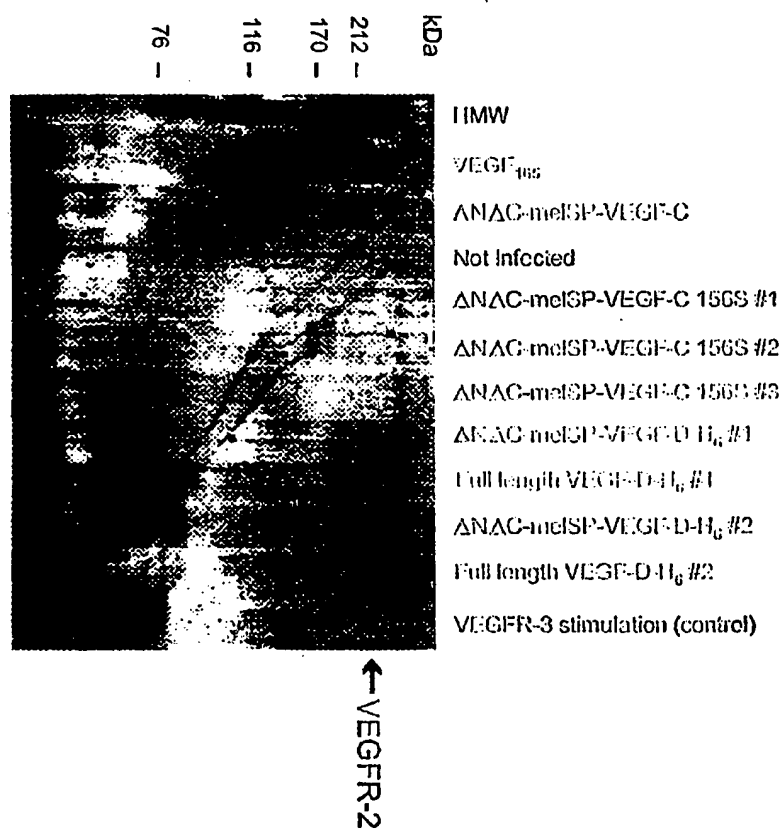 kDa
212
170
116
76
HMW
VEGF₁₆₅
ΔNΔC-melSP-VEGF-C
Not Infected
ΔNΔC-melSP-VEGF-C 156S #1
ΔNΔC-melSP-VEGF-C 156S #2
ΔNΔC-melSP-VEGF-C 156S #3
ΔNΔC-melSP-VEGF-D-H₆ #1
Full length VEGF-D-H₆ #1
ΔNΔC-melSP-VEGF-D-H₆ #2
Full length VEGF-D-H₆ #2
VEGFR-3 stimulation (control)
← VEGFR-2